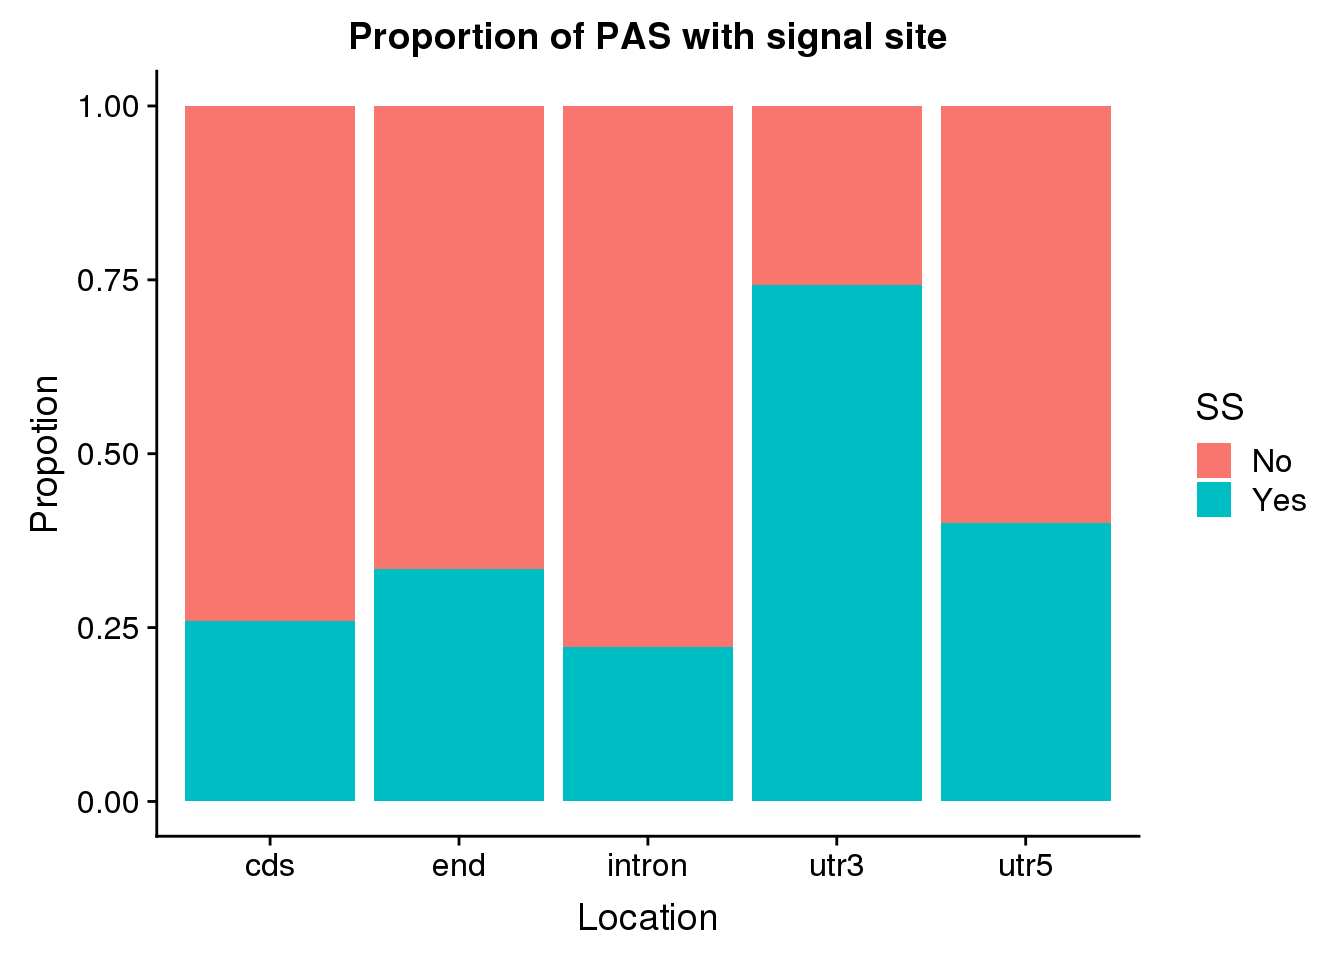 Proportion of PAS with signal site
1.00
0.75
0.50
0.25
0.00
Propotion
cds end intron utr3 utr5
Location
SS
No
Yes